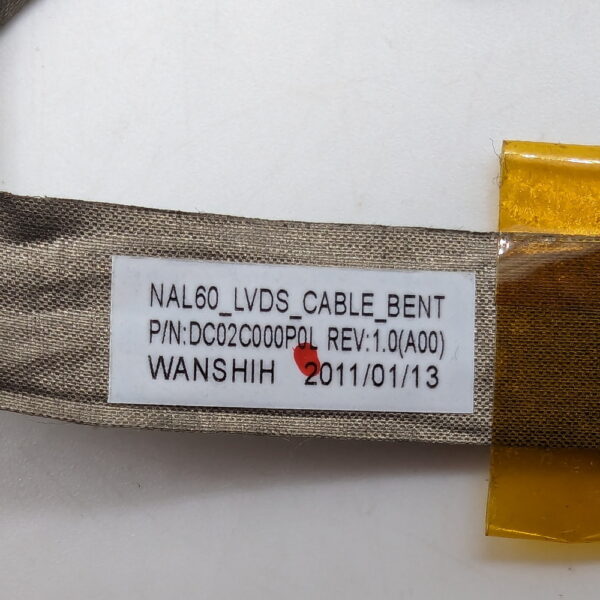 NAL60_LVDS_CABLE_BENT
P/N:DC02C000P0L REV:1.0(A00)
WANSHIH 2011/01/13